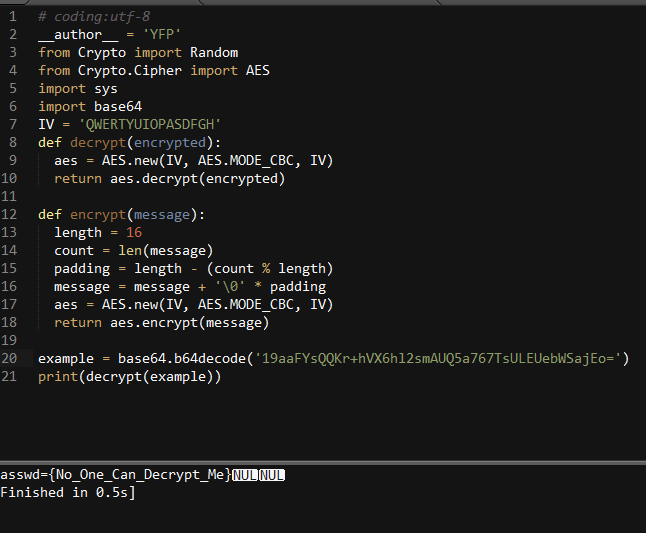 1 # coding:utf-8
2 __author__ = 'YFP'
3 from Crypto import Random
4 from Crypto.Cipher import AES
5 import sys
6 import base64
7 IV = 'QWERTYUIOPASDFGH'
8 def decrypt(encrypted):
9   aes = AES.new(IV, AES.MODE_CBC, IV)
10   return aes.decrypt(encrypted)
11
12 def encrypt(message):
13   length = 16
14   count = len(message)
15   padding = length - (count % length)
16   message = message + '\0' * padding
17   aes = AES.new(IV, AES.MODE_CBC, IV)
18   return aes.encrypt(message)
19
20 example = base64.b64decode('19aaFYsQQKr+hVX6hl2smAUQ5a767TsULEUebWSajEo=')
21 print(decrypt(example))
asswd={No_One_Can_Decrypt_Me}NULNUL
Finished in 0.5s]